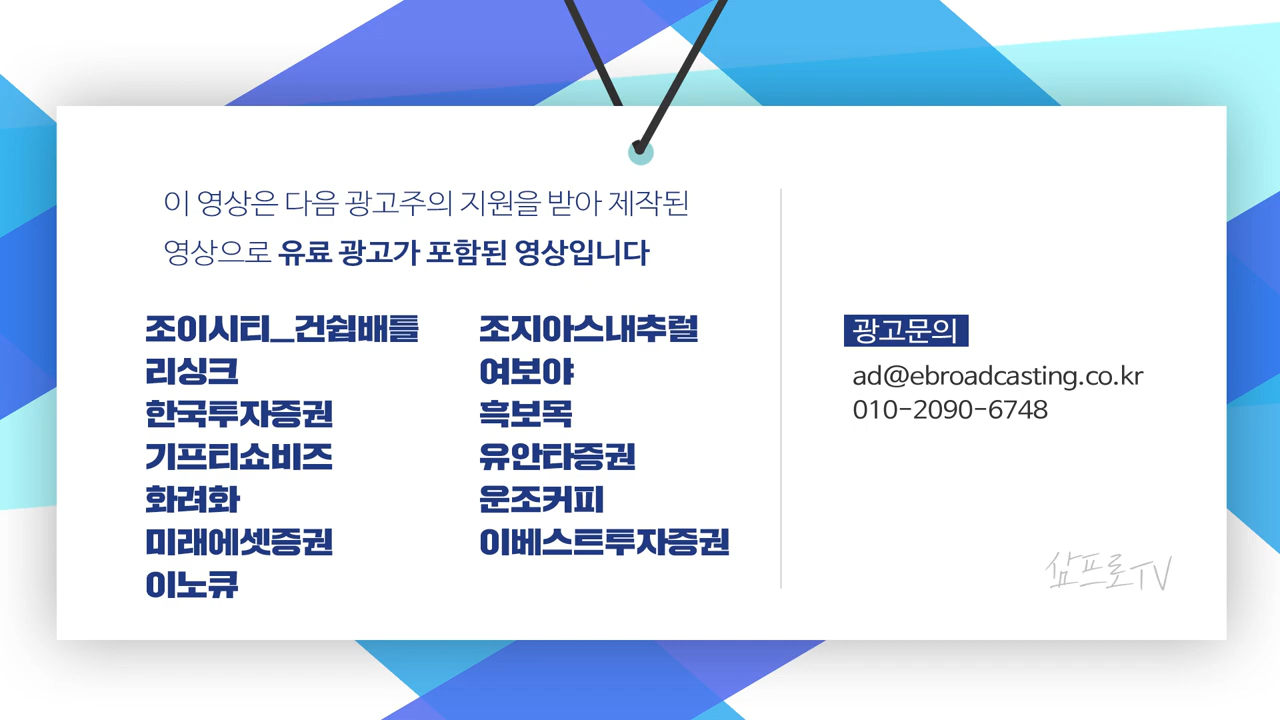 이 영상은 다음 광고주의 지원을 받아 제작된
영상으로 유료 광고가 포함된 영상입니다
조이시티_건쉽배틀
리싱크
한국투자증권
기프티쇼비즈
화려화
미래에셋증권
이노큐
조지아스내추럴
여보야
흑보목
유안타증권
운조커피
이베스트투자증권
광고문의
ad@ebroadcasting.co.kr
010-2090-6748
삼프로TV